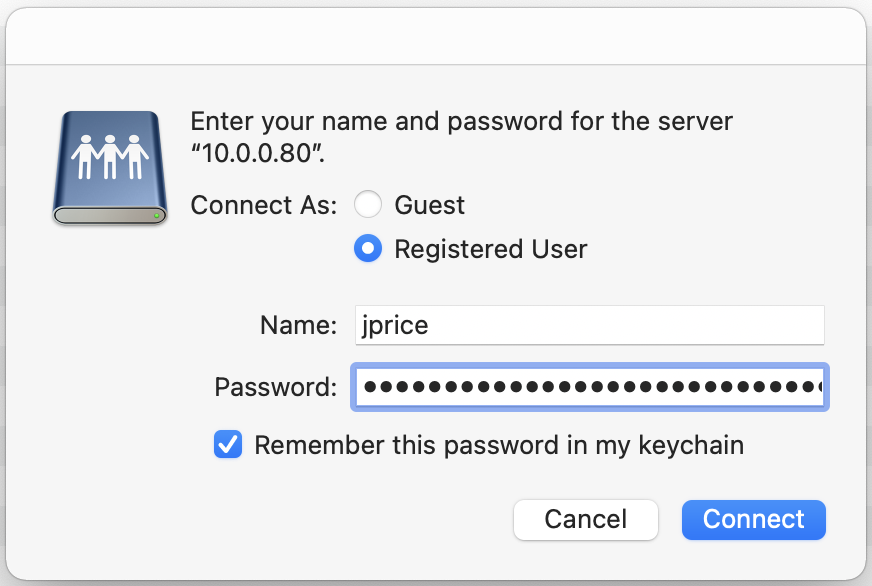 Enter your name and password for the server
“10.0.0.80”.
Connect As:
Guest
Registered User
Name: jprice
Password: •••••••••••••••••••••••••••••
Remember this password in my keychain
Cancel
Connect